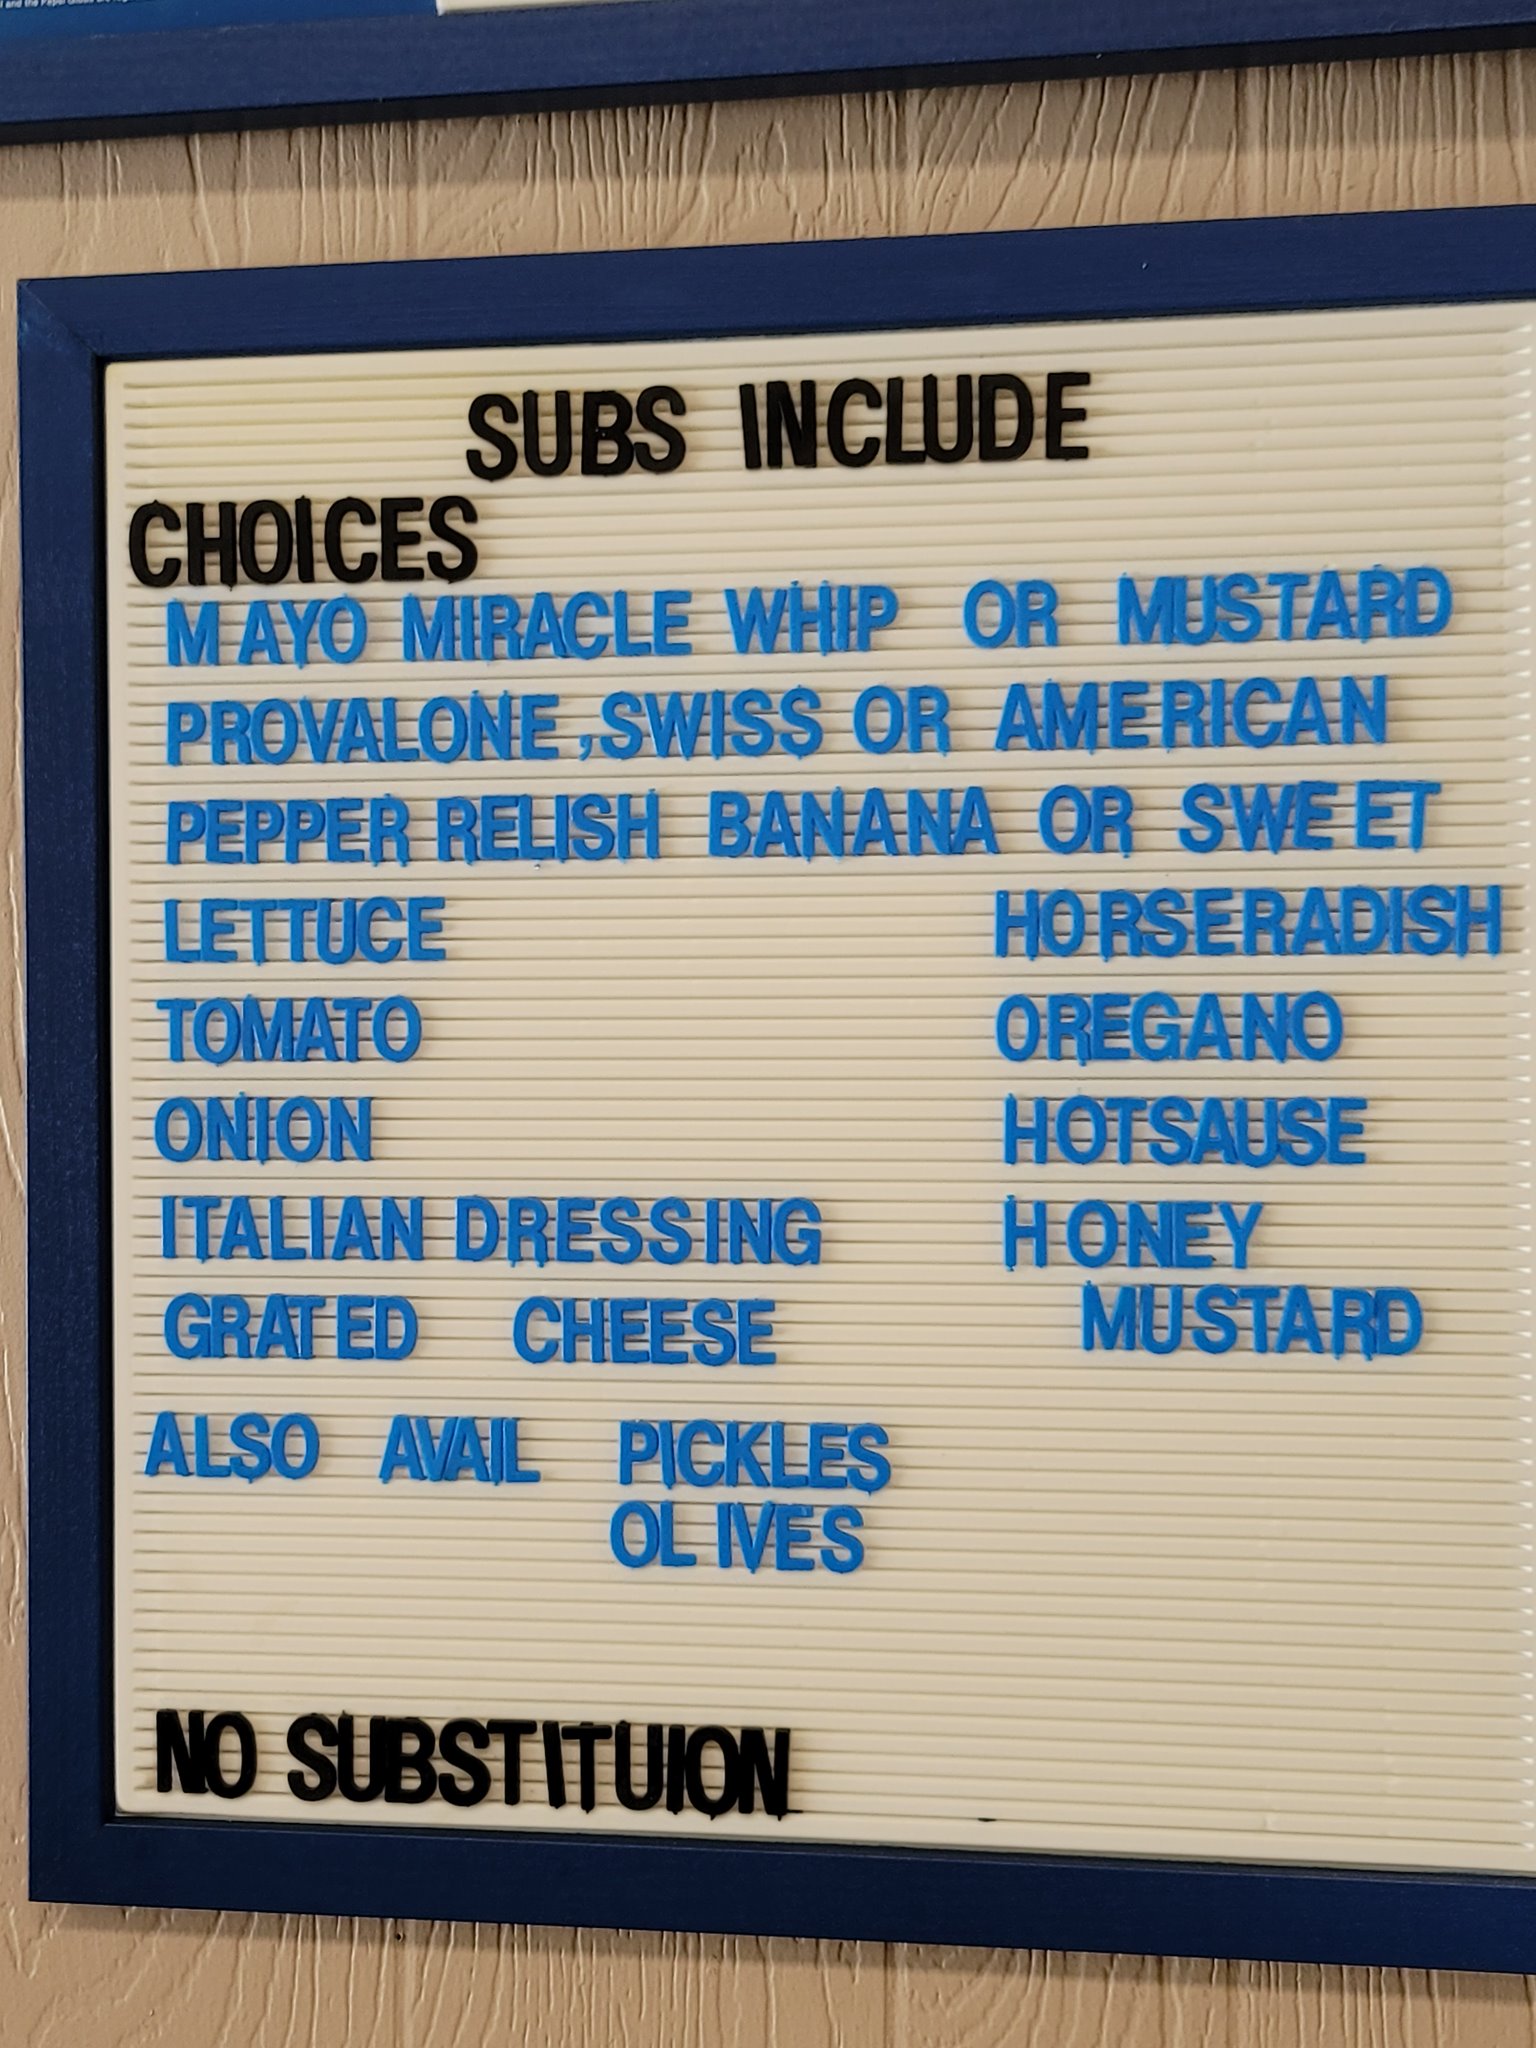 SUBS INCLUDE
CHOICES
MAYO MIRACLE WHIP OR MUSTARD
PROVALONE,SWISS OR AMERICAN
PEPPER RELISH BANANA OR SWEET
LETTUCE HORSERADISH
TOMATO OREGANO
ONION HOTSAUSE
ITALIAN DRESSING HONEY
GRATED CHEESE MUSTARD
ALSO AVAIL PICKLES
OLIVES
NO SUBSTITUION